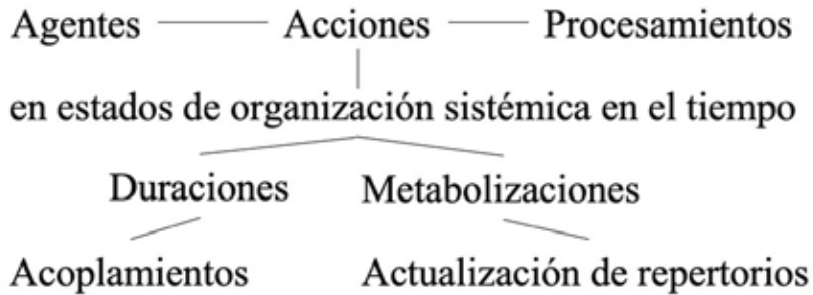 Agentes Acciones Procesamientos
en estados de organización sistémica en el tiempo
Duraciones Metabolizaciones
Acoplamientos Actualización de repertorios